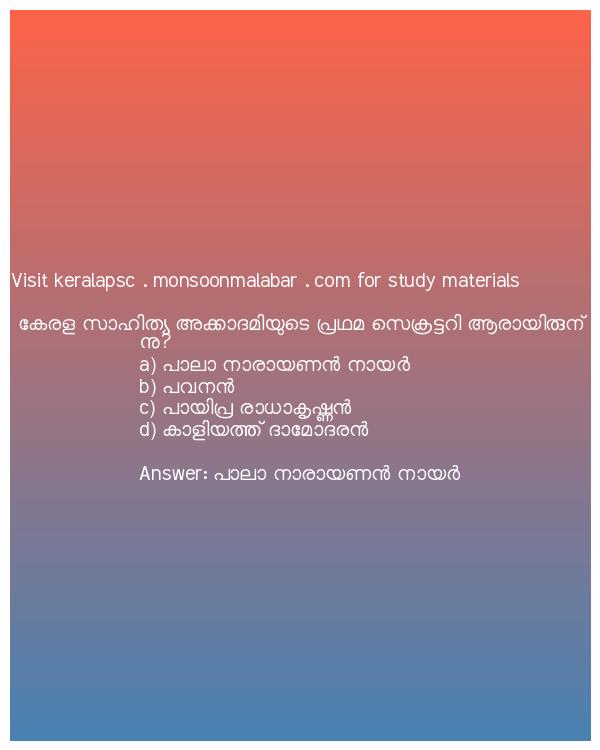 Visit keralapsc . monsoonmalabar . com for study materials
കേരള സാഹിത്യ അക്കാദമിയുടെ പ്രഥമ സെക്രട്ടറി ആരായിരുന്
നു?
a) പാലാ നാരായണൻ നായർ
b) പവനൻ
c) പായിപ്ര രാധാകൃഷ്ണൻ
d) കാളിയത്ത് ദാമോദരൻ
Answer: പാലാ നാരായണൻ നായർ